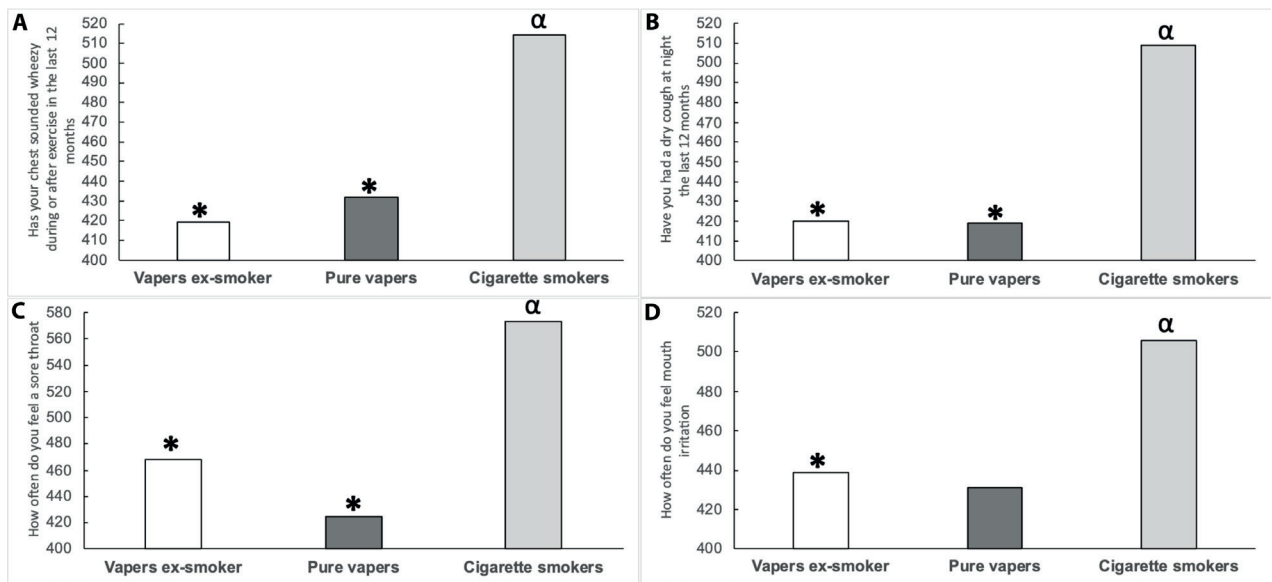 A
Has your chest sounded wheezy
during or after exercise in the last 12
months
520
510
500
490
480
470
460
450
440
430
420
410
400
*
*
α
Vapers ex-smoker
Pure vapers
Cigarette smokers
B
Have you had a dry cough at night
the last 12 months
520
510
500
490
480
470
460
450
440
430
420
410
400
*
*
α
Vapers ex-smoker
Pure vapers
Cigarette smokers
C
How often do you feel a sore throat
580
560
540
520
500
480
460
440
420
400
*
*
α
Vapers ex-smoker
Pure vapers
Cigarette smokers
D
How often do you feel mouth
irritation
520
500
480
460
440
420
400
*
α
Vapers ex-smoker
Pure vapers
Cigarette smokers